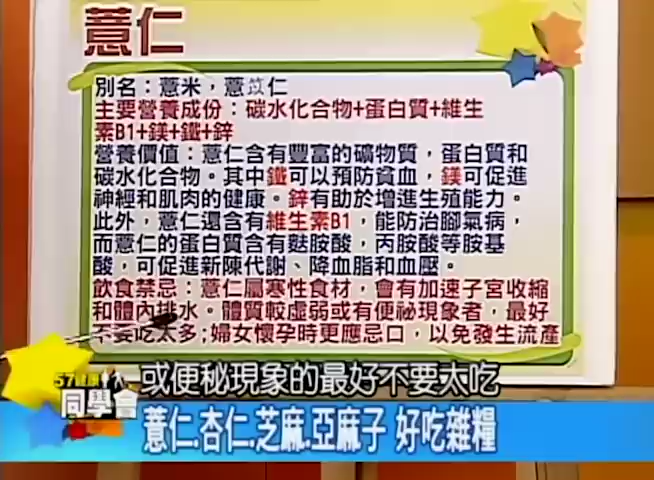 薏仁
別名：薏米，薏苡仁
主要營養成份：碳水化合物+蛋白質+維生
素B1+鎂+鐵+鋅
營養價值：薏仁含有豐富的礦物質，蛋白質和
碳水化合物。其中鐵可以預防貧血，鎂可促進
神經和肌肉的健康。鋅有助於增進生殖能力。
此外，薏仁還含有維生素B1，能防治腳氣病，
而薏仁的蛋白質含有麩胺酸，丙胺酸等胺基
酸，可促進新陳代謝、降血脂和血壓。
飲食禁忌：薏仁屬寒性食材，會有加速子宮收縮
和體內排水。體質較虛弱或有便祕現象者，最好
不要吃太多;婦女懷孕時更應忌口，以免發生流產
或便秘現象的最好不要太吃
57健康
同學會
薏仁.杏仁.芝麻.亞麻子 好吃雜糧